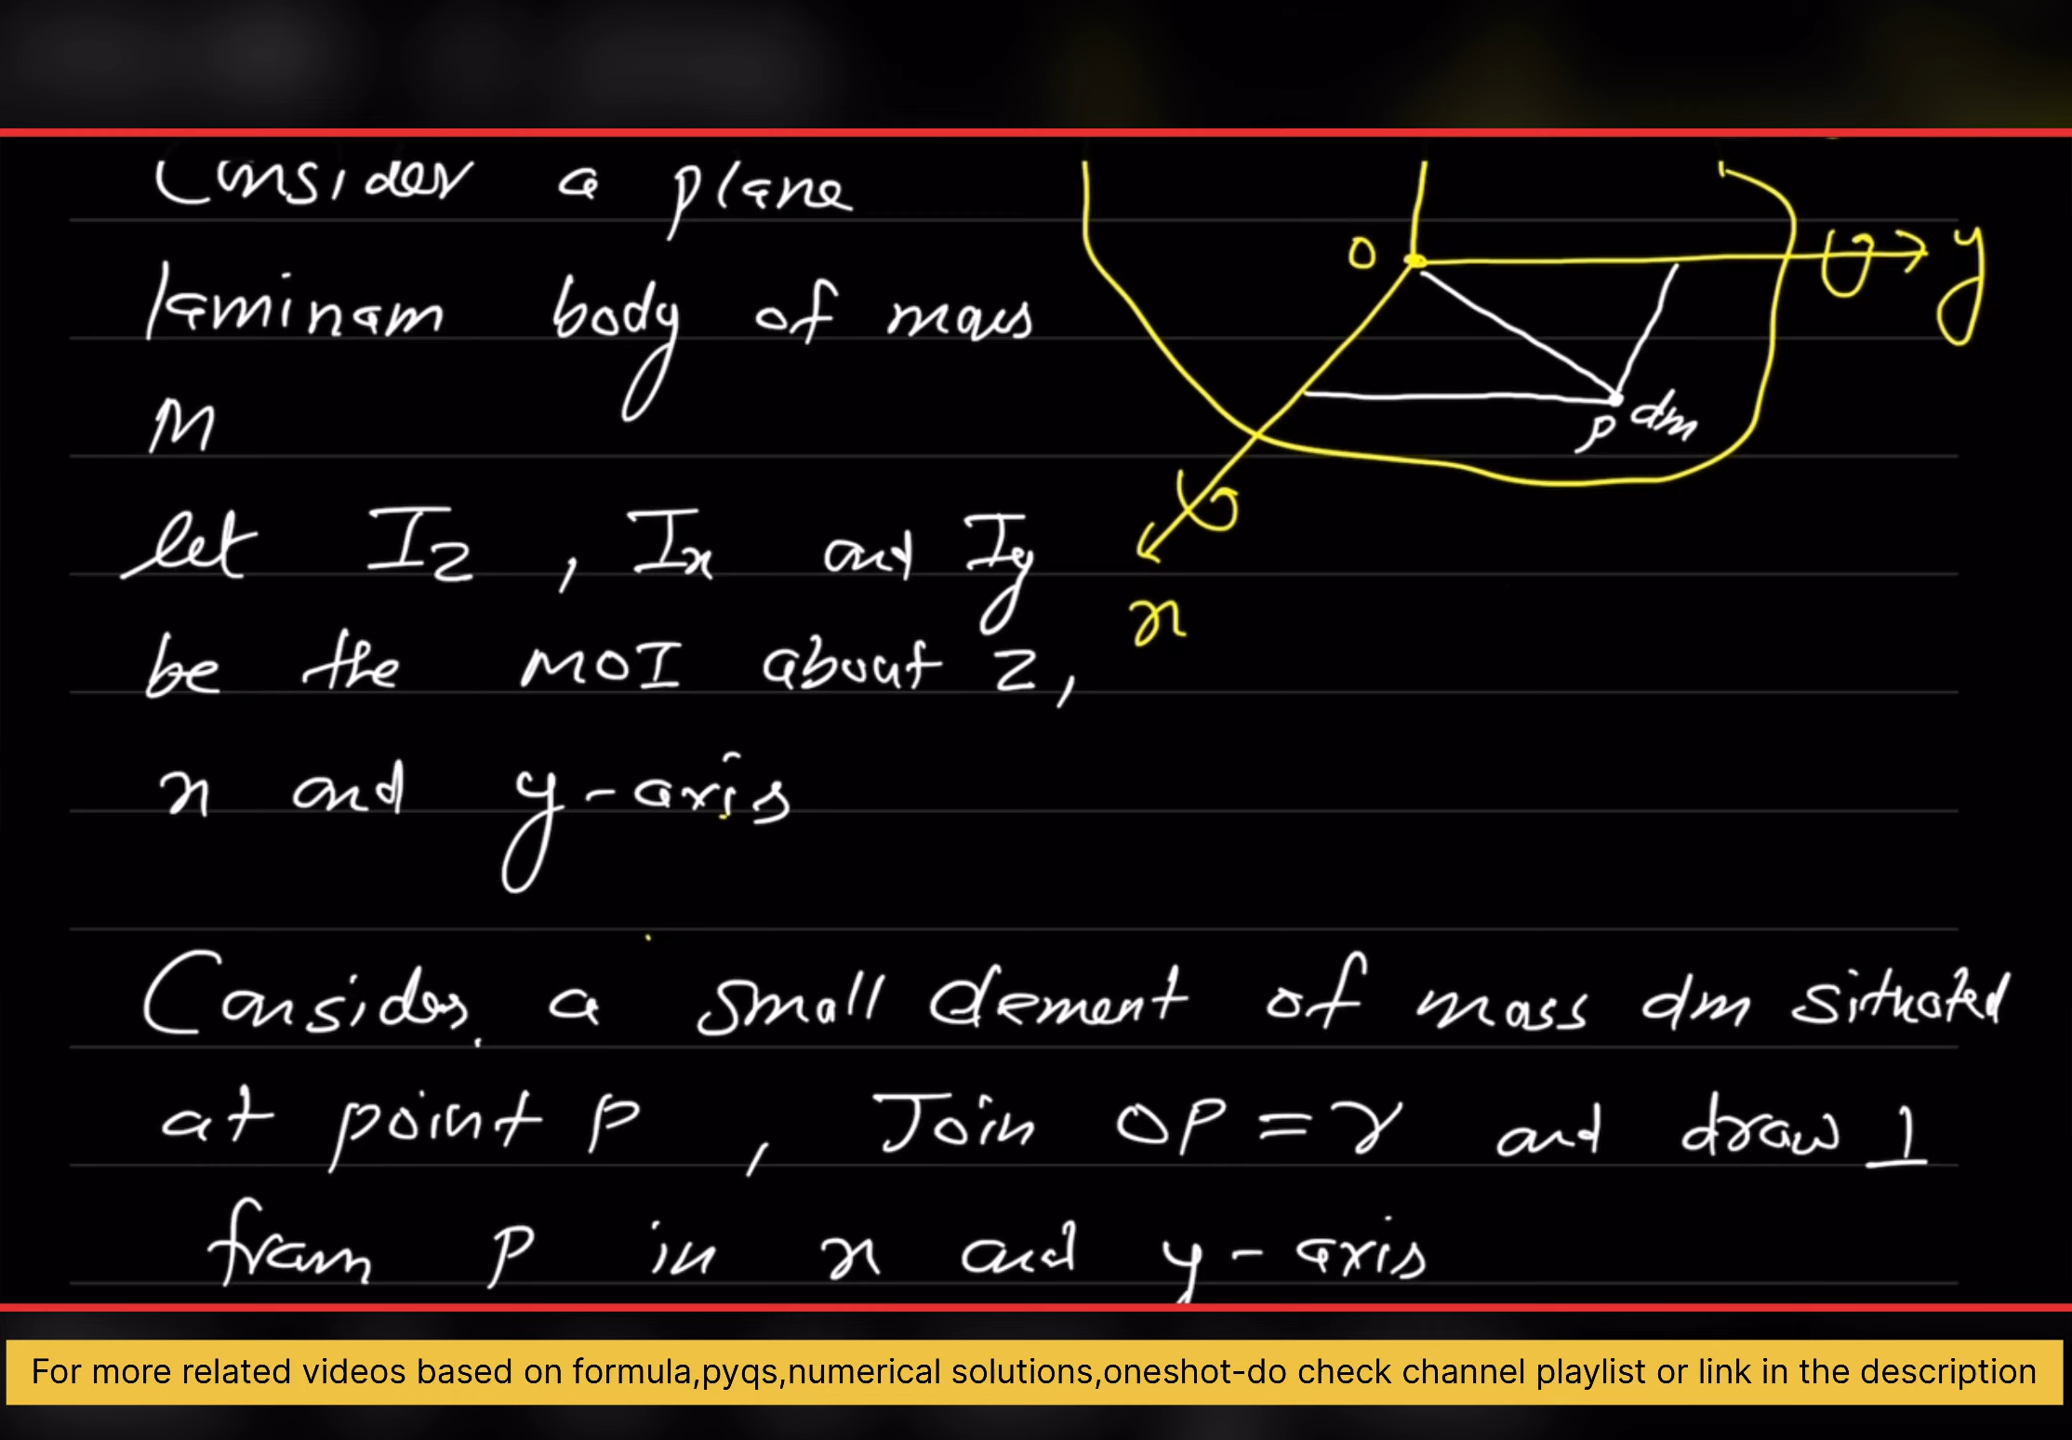 Consider a plane
laminam body of mass
M
let Iz, Ix and Iy
be the MOI about z,
x and y-axis
Consider a small element of mass dm situated
at point P, Join OP = r and draw ⊥
from P in x and y-axis
O
y
P dm
x
For more related videos based on formula,pyqs,numerical solutions,oneshot-do check channel playlist or link in the description